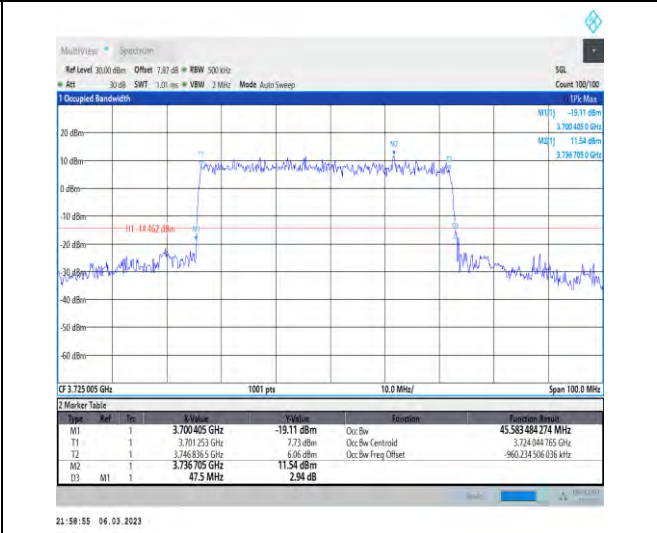 MultiView Spectrum
Ref Level 30.00 dBm Offset 7.87 dB RBW 500 kHz SGL
Att 30 dB SWT 1.01 ms VBW 2 MHz Mode Auto Sweep Count 100/100
1 Occupied Bandwidth 1Pk Max
M1[1] -19.11 dBm
3.700 405 0 GHz
M2[1] 11.54 dBm
3.736 705 0 GHz
20 dBm
M2
T1 T2
10 dBm
0 dBm
-10 dBm
H1 -14.462 dBm M1 D3
-20 dBm
-30 dBm
-40 dBm
-50 dBm
-60 dBm
CF 3.725 005 GHz 1001 pts 10.0 MHz/ Span 100.0 MHz
2 Marker Table
Type Ref Trc X-Value Y-Value Function Function Result
M1 1 3.700405 GHz -19.11 dBm Occ Bw 45.583 484 274 MHz
T1 1 3.701 253 GHz 7.73 dBm Occ Bw Centroid 3.724 044 765 GHz
T2 1 3.746 836 5 GHz 6.06 dBm Occ Bw Freq Offset -960.234 506 036 kHz
M2 1 3.736 705 GHz 11.54 dBm
D3 M1 1 47.5 MHz 2.94 dB
21:58:55 06.03.2023